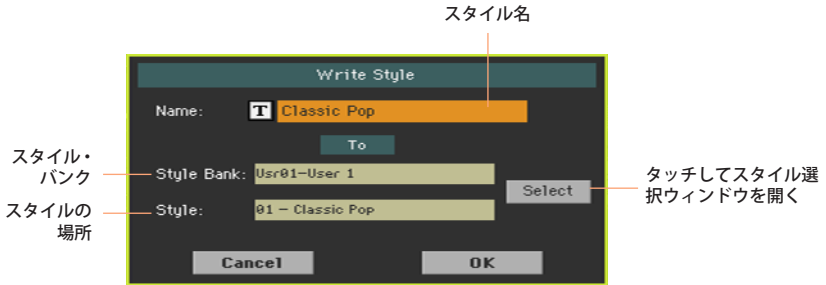 スタイル名
Write Style
Name:
T Classic Pop
To
スタイル・
バンク
Style Bank: Usr01-User 1
Select
タッチしてスタイル選
択ウィンドウを開く
スタイルの
場所
Style: 01 - Classic Pop
Cancel
OK